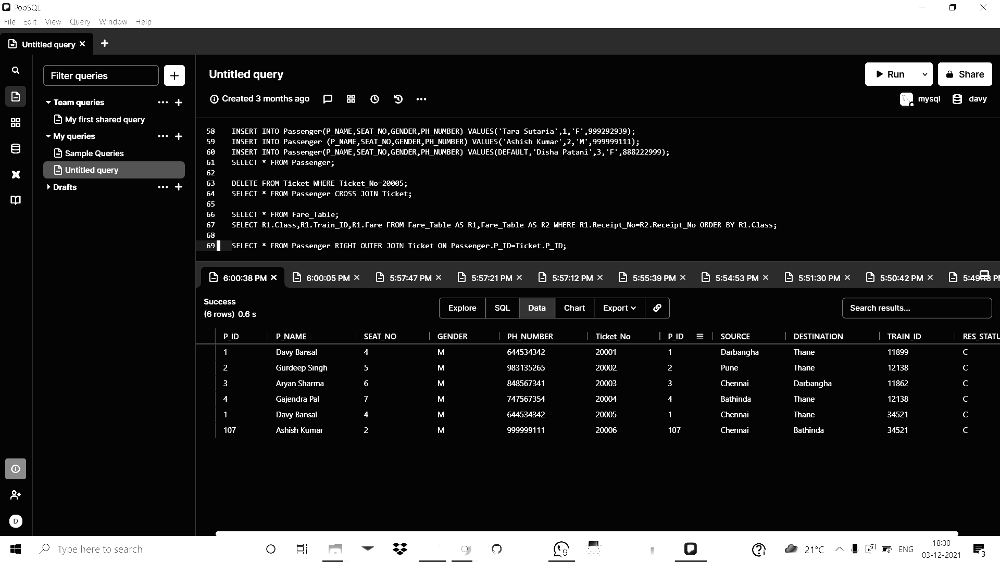 PopSQL
File Edit View Query Window Help
Untitled query
Filter queries
Team queries
My first shared query
My queries
Sample Queries
Untitled query
Drafts
D
Untitled query
Run
Share
Created 3 months ago
mysql davy
58 INSERT INTO Passenger(P_NAME,SEAT_NO,GENDER,PH_NUMBER) VALUES('Tara Sutaria',1,'F',999292939);
59 INSERT INTO Passenger (P_NAME,SEAT_NO,GENDER,PH_NUMBER) VALUES('Ashish Kumar',2,'M',999999111);
60 INSERT INTO Passenger(P_NAME,SEAT_NO,GENDER,PH_NUMBER) VALUES(DEFAULT,'Disha Patani',3,'F',888222999);
61 SELECT * FROM Passenger;
62
63 DELETE FROM Ticket WHERE Ticket_No=20005;
64 SELECT * FROM Passenger CROSS JOIN Ticket;
65
66 SELECT * FROM Fare_Table;
67 SELECT R1.Class,R1.Train_ID,R1.Fare FROM Fare_Table AS R1,Fare_Table AS R2 WHERE R1.Receipt_No=R2.Receipt_No ORDER BY R1.Class;
68
69 SELECT * FROM Passenger RIGHT OUTER JOIN Ticket ON Passenger.P_ID=Ticket.P_ID;
6:00:38 PM 6:00:05 PM 5:57:47 PM 5:57:21 PM 5:57:12 PM 5:55:39 PM 5:54:53 PM 5:51:30 PM 5:50:42 PM
Success
(6 rows) 0.6 s
Explore SQL Data Chart Export
Search results...
P_ID P_NAME SEAT_NO GENDER PH_NUMBER Ticket_No P_ID SOURCE DESTINATION TRAIN_ID RES_STATU
1 Davy Bansal 4 M 644534342 20001 1 Darbangha Thane 11899 C
2 Gurdeep Singh 5 M 983135265 20002 2 Pune Thane 12138 C
3 Aryan Sharma 6 M 848567341 20003 3 Chennai Darbangha 11862 C
4 Gajendra Pal 7 M 747567354 20004 4 Bathinda Thane 12138 C
1 Davy Bansal 4 M 644534342 20005 1 Chennai Thane 34521 C
107 Ashish Kumar 2 M 999999111 20006 107 Chennai Bathinda 34521 C
Type here to search
9
21°C
ENG
18:00
03-12-2021
3